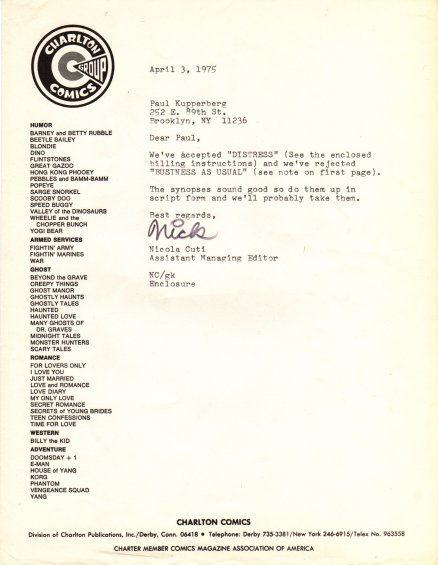 CHARLTON
GROUP
COMICS
April 3, 1975
Paul Kupperberg
252 E. 89th St.
Brooklyn, NY 11236
Dear Paul,
We've accepted "DISTRESS" (See the enclosed
billing instructions) and we've rejected
"BUSINESS AS USUAL" (see note on first page).
The synopses sound good so do them up in
script form and we'll probably take them.
Best regards,
Nick
Nicola Cuti
Assistant Managing Editor
NC/gk
Enclosure
HUMOR
BARNEY and BETTY RUBBLE
BEETLE BAILEY
BLONDIE
DINO
FLINTSTONES
GREAT GAZOO
HONG KONG PHOOEY
PEBBLES and BAMM-BAMM
POPEYE
SARGE SNORKEL
SCOOBY DOO
SPEED BUGGY
VALLEY of the DINOSAURS
WHEELIE and the
CHOPPER BUNCH
YOGI BEAR
ARMED SERVICES
FIGHTIN' ARMY
FIGHTIN' MARINES
WAR
GHOST
BEYOND the GRAVE
CREEPY THINGS
GHOST MANOR
GHOSTLY HAUNTS
GHOSTLY TALES
HAUNTED
HAUNTED LOVE
MANY GHOSTS OF
DR. GRAVES
MIDNIGHT TALES
MONSTER HUNTERS
SCARY TALES
ROMANCE
FOR LOVERS ONLY
I LOVE YOU
JUST MARRIED
LOVE and ROMANCE
LOVE DIARY
MY ONLY LOVE
SECRET ROMANCE
SECRETS of YOUNG BRIDES
TEEN CONFESSIONS
TIME FOR LOVE
WESTERN
BILLY the KID
ADVENTURE
DOOMSDAY + 1
E-MAN
HOUSE of YANG
KORG
PHANTOM
VENGEANCE SQUAD
YANG
CHARLTON COMICS
Division of Charlton Publications, Inc./Derby, Conn. 06418 • Telephone: Derby 735-3381/New York 246-6915/Telex No. 963558
CHARTER MEMBER COMICS MAGAZINE ASSOCIATION OF AMERICA